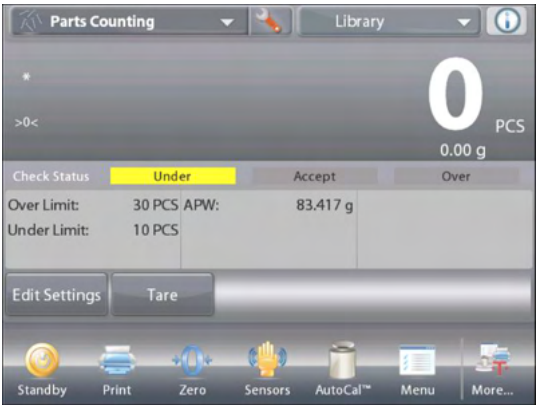 Parts Counting Library
*
0 PCS
>0<
0.00 g
Check Status Under Accept Over
Over Limit: 30 PCS APW: 83.417 g
Under Limit: 10 PCS
Edit Settings Tare
Standby Print Zero Sensors AutoCal™ Menu More...